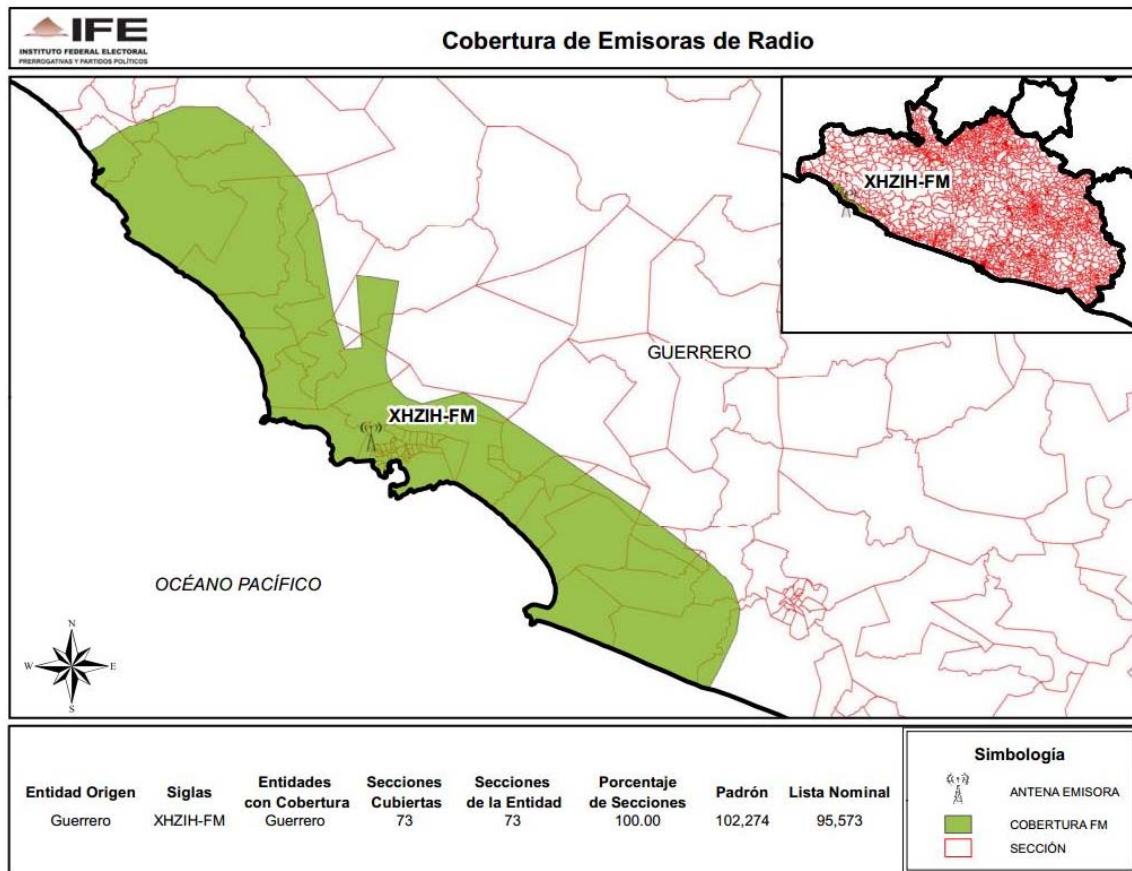 IFE
INSTITUTO FEDERAL ELECTORAL
PRERROGATIVAS Y PARTIDOS POLÍTICOS
Cobertura de Emisoras de Radio
XHZIH-FM
GUERRERO
XHZIH-FM
OCÉANO PACÍFICO
N
W E
S
Entidad Origen Siglas Entidades con Cobertura Secciones Cubiertas Secciones de la Entidad Porcentaje de Secciones Padrón Lista Nominal
Guerrero XHZIH-FM Guerrero 73 73 100.00 102,274 95,573
Simbología
ANTENA EMISORA
COBERTURA FM
SECCIÓN